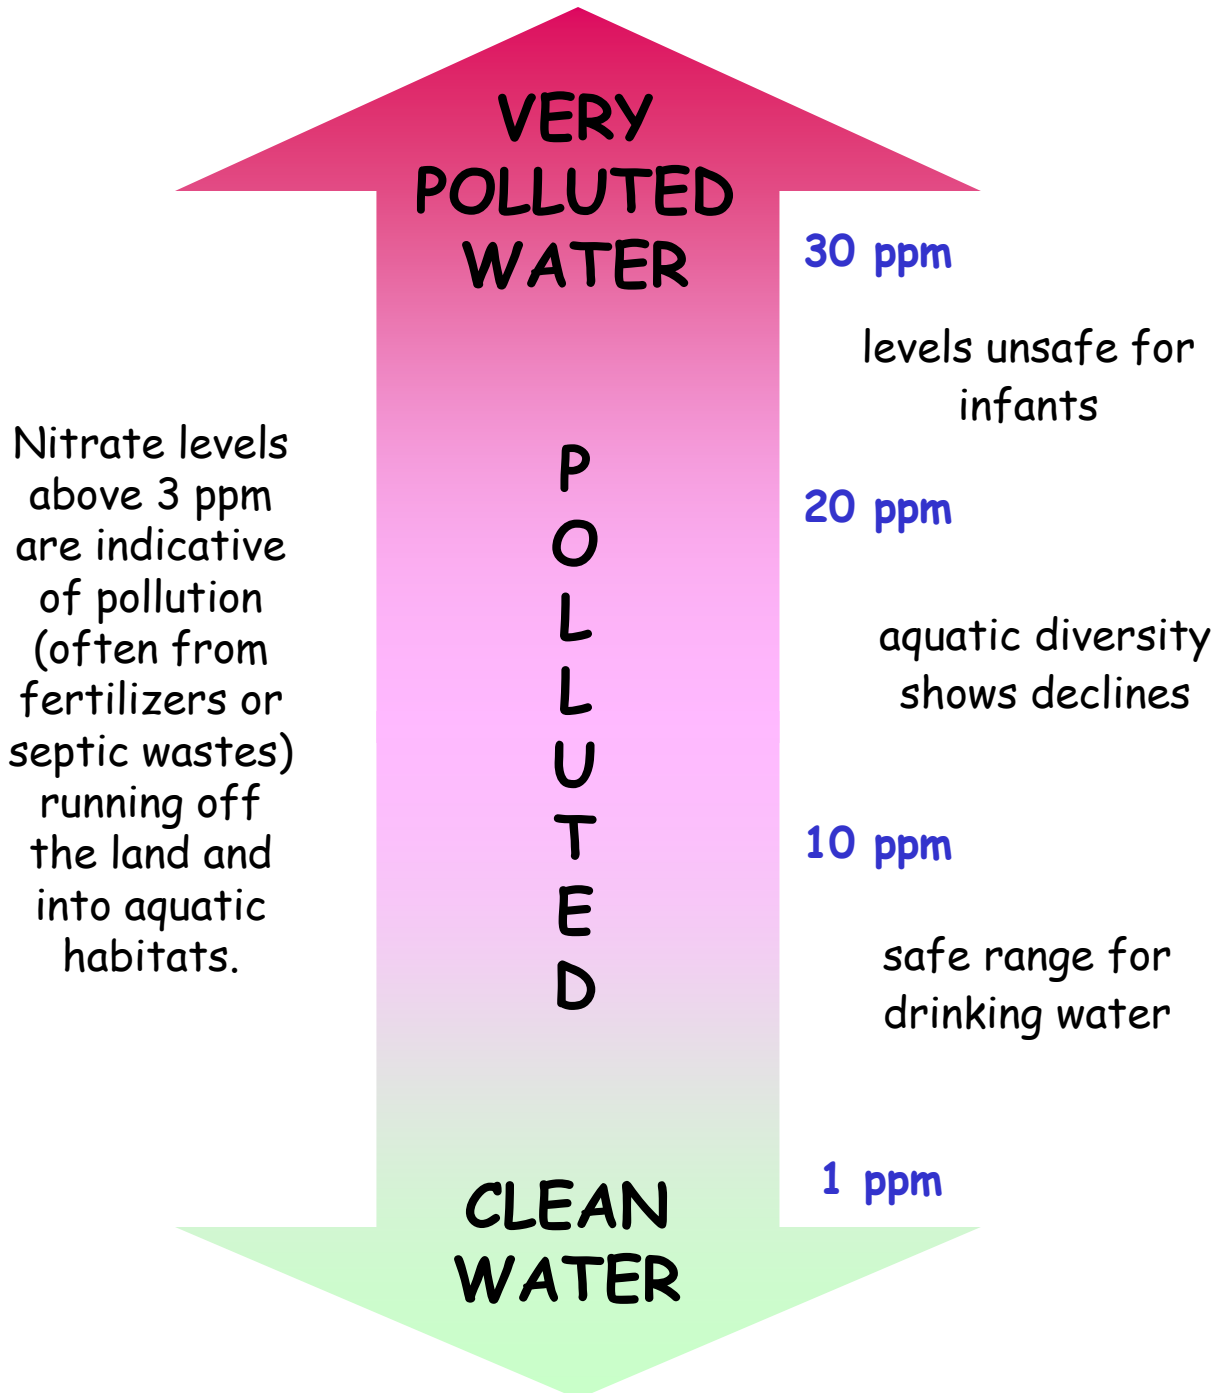 VERY
POLLUTED
WATER
30 ppm
levels unsafe for
infants
Nitrate levels
above 3 ppm
are indicative
of pollution
(often from
fertilizers or
septic wastes)
running off
the land and
into aquatic
habitats.
P
O
L
L
U
T
E
D
20 ppm
aquatic diversity
shows declines
10 ppm
safe range for
drinking water
1 ppm
CLEAN
WATER